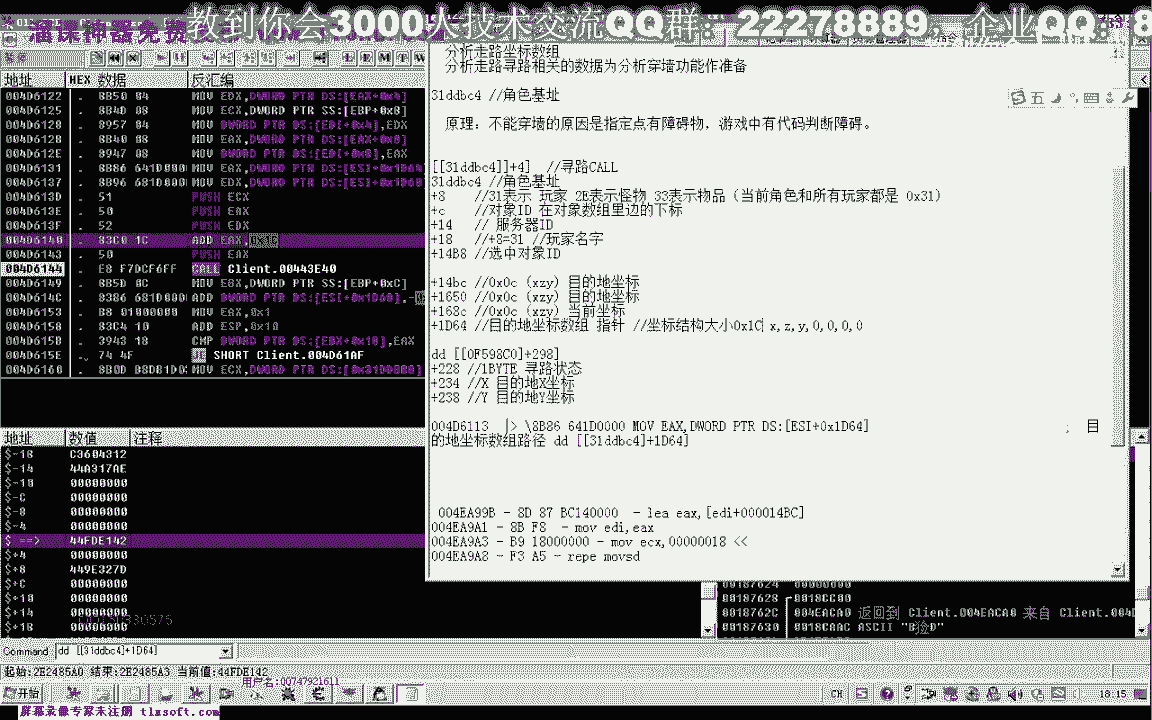 教到你会3000人技术交流QQ群：22278889，企业QQ：8
溜课神器免费
地址 HEX 数据 反汇编
004D6122 . 8B50 04 MOV EDX,DWORD PTR DS:[EAX+0x4]
004D6125 . 8B4D 08 MOV ECX,DWORD PTR SS:[EBP+0x8]
004D6128 . 8957 04 MOV DWORD PTR DS:[EDI+0x4],EDX
004D612B . 8B40 08 MOV EAX,DWORD PTR DS:[EAX+0x8]
004D612E . 8947 08 MOV DWORD PTR DS:[EDI+0x8],EAX
004D6131 . 8B86 641D000 MOV EAX,DWORD PTR DS:[ESI+0x1D64
004D6137 . 8B96 681D000 MOV EDX,DWORD PTR DS:[ESI+0x1D68
004D613D . 51 PUSH ECX
004D613E . 50 PUSH EAX
004D613F . 52 PUSH EDX
004D6140 . 83C0 1C ADD EAX,0x1C
004D6143 . 50 PUSH EAX
004D6144 . E8 F7DCF6FF CALL Client.00443E40
004D6149 . 8B5D 0C MOV EBX,DWORD PTR SS:[EBP+0xC]
004D614C . 8386 681D000 ADD DWORD PTR DS:[ESI+0x1D68],-
004D6153 . B8 01000000 MOV EAX,0x1
004D6158 . 83C4 10 ADD ESP,0x10
004D615B . 3943 18 CMP DWORD PTR DS:[EBX+0x18],EAX
004D615E . 74 4F JE SHORT Client.004D61AF
004D6160 . 8B0D B8D81D0 MOV ECX,DWORD PTR DS:[0x31DD8B8]
分析走路坐标数组
分析走路寻路相关的数据为分析穿墙功能作准备
31ddbc4 //角色基址
原理：不能穿墙的原因是指定点有障碍物，游戏中有代码判断障碍。
[[31ddbc4]]+4] //寻路CALL
31ddbc4 //角色基址
+8 //31表示 玩家 2E表示怪物 33表示物品（当前角色和所有玩家都是 0x31）
+c //对象ID 在对象数组里边的下标
+14 // 服务器ID
+18 //+8=31 //玩家名字
+14B8 //选中对象ID
+14bc //0x0c (xzy) 目的地坐标
+1650 //0x0c (xzy) 目的地坐标
+168c //0x0c (xzy) 当前坐标
+1D64 //目的地坐标数组 指针 //坐标结构大小0x1C x,z,y,0,0,0,0
dd [[0F598C0]+298]
+228 //1BYTE 寻路状态
+234 //X 目的地X坐标
+238 //Y 目的地Y坐标
004D6113 |> \8B86 641D0000 MOV EAX,DWORD PTR DS:[ESI+0x1D64] ; 目
的地坐标数组路径 dd [[31ddbc4]+1D64]
004EA99B - 8D 87 BC140000 - lea eax,[edi+000014BC]
004EA9A1 - 8B F8 - mov edi,eax
004EA9A3 - B9 18000000 - mov ecx,00000018 <<
004EA9A8 - F3 A5 - repe movsd
地址 数值 注释
$-18 C3604312
$-14 44A317AE
$-10 00000000
$-C 00000000
$-8 00000000
$-4 00000000
$ ==> 44FDE142
$+4 00000000
$+8 449E327D
$+C 00000000
$+10 00000000
$+14 00000000
$+18 00000000
00187624 00000000
00187628 0018CC00
0018762C 004EACA0 返回到 Client.004EACA0 来自 Client.004D
00187630 0018CAAC ASCII "B捡D"
Command dd [[31ddbc4]+1D64]
起始:2E2485A0 结束:2E2485A3 当前值:44FDE142
用户名:QQ747921611
开始
CH
18:15
屏幕录像专家未注册 tlxsoft.com